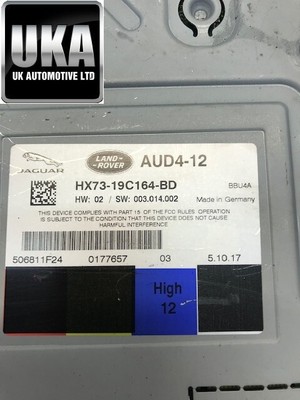 UKA
UK AUTOMOTIVE LTD
JAGUAR
LAND-
ROVER
AUD4-12
HX73-19C164-BD
BBU4A
HW: 02 / SW: 003.014.002
Made in Germany
THIS DEVICE COMPLIES WITH PART 15 OF THE FCC RULES. OPERATION
IS SUBJECT TO THE CONDITION THAT THIS DEVICE DOES NOT CAUSE
HARMFUL INTERFERENCE
506811F24 0177657 03 5.10.17
High
12